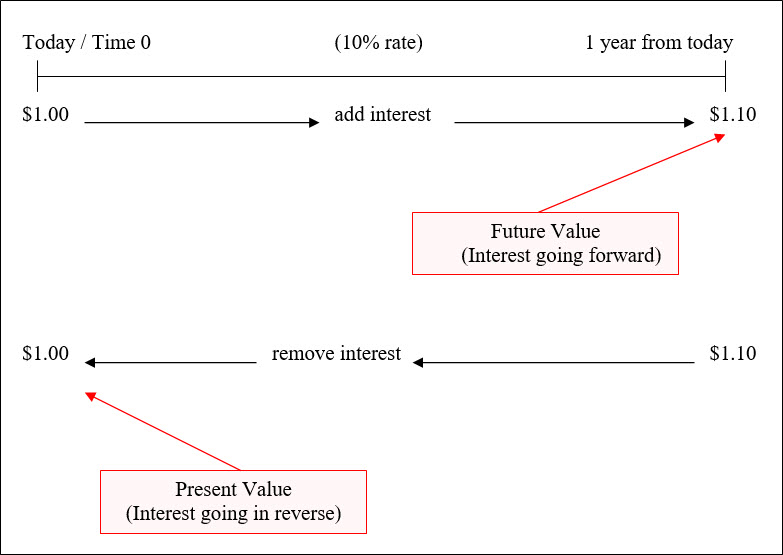 Today / Time 0 (10% rate) 1 year from today
$1.00 add interest $1.10
Future Value
(Interest going forward)
$1.00 remove interest $1.10
Present Value
(Interest going in reverse)